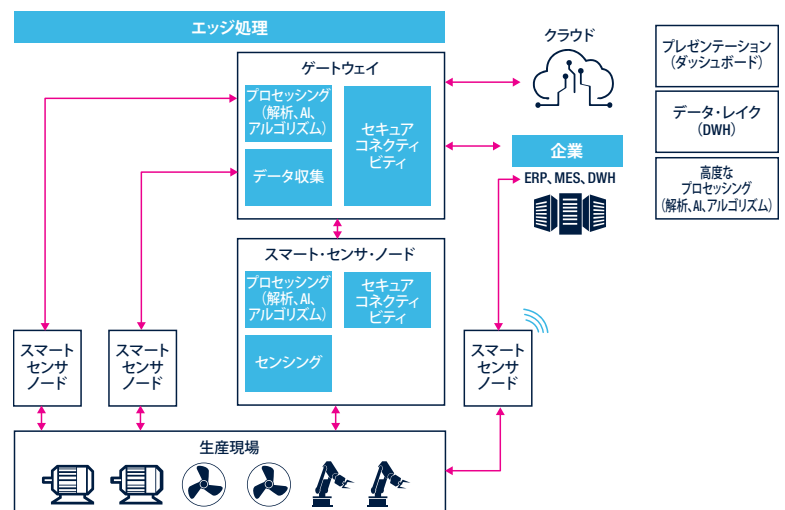 エッジ処理
ゲートウェイ
プロセッシング
(解析、AI、
アルゴリズム)
データ収集
セキュア
コネクティ
ビティ
スマート・センサ・ノード
プロセッシング
(解析、AI、
アルゴリズム)
セキュア
コネクティ
ビティ
センシング
スマート
センサ
ノード
スマート
センサ
ノード
生産現場
クラウド
企業
ERP、MES、DWH
スマート
センサ
ノード
プレゼンテーション
(ダッシュボード)
データ・レイク
(DWH)
高度な
プロセッシング
(解析、AI、アルゴリズム)